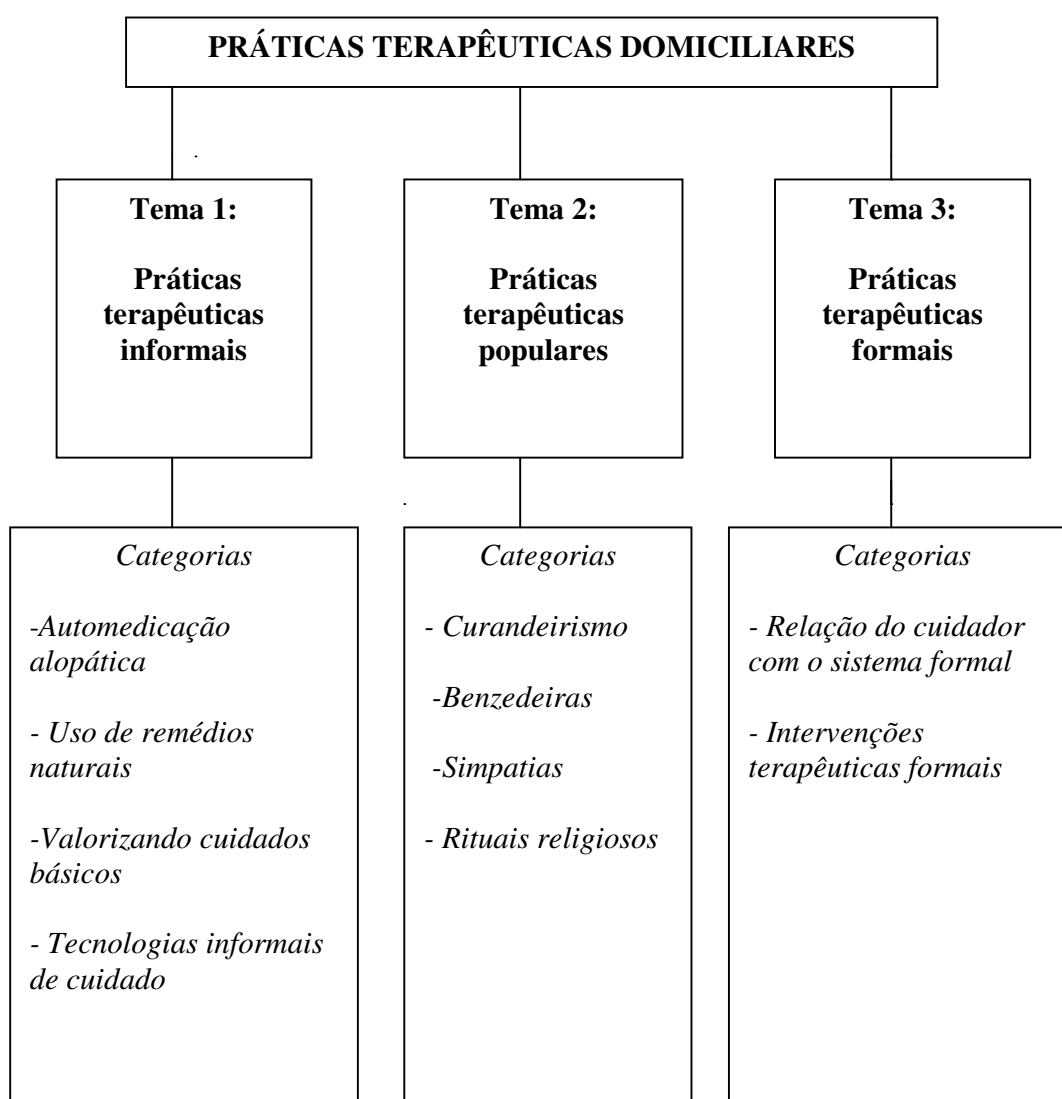 PRÁTICAS TERAPÊUTICAS DOMICILIARES
Tema 1:
Práticas
terapêuticas
informais
Tema 2:
Práticas
terapêuticas
populares
Tema 3:
Práticas
terapêuticas
formais
Categorias
-Automedicação
alopática
- Uso de remédios
naturais
-Valorizando cuidados
básicos
- Tecnologias informais
de cuidado
Categorias
- Curandeirismo
-Benzedeiras
-Simpatias
- Rituais religiosos
Categorias
- Relação do cuidador
com o sistema formal
- Intervenções
terapêuticas formais